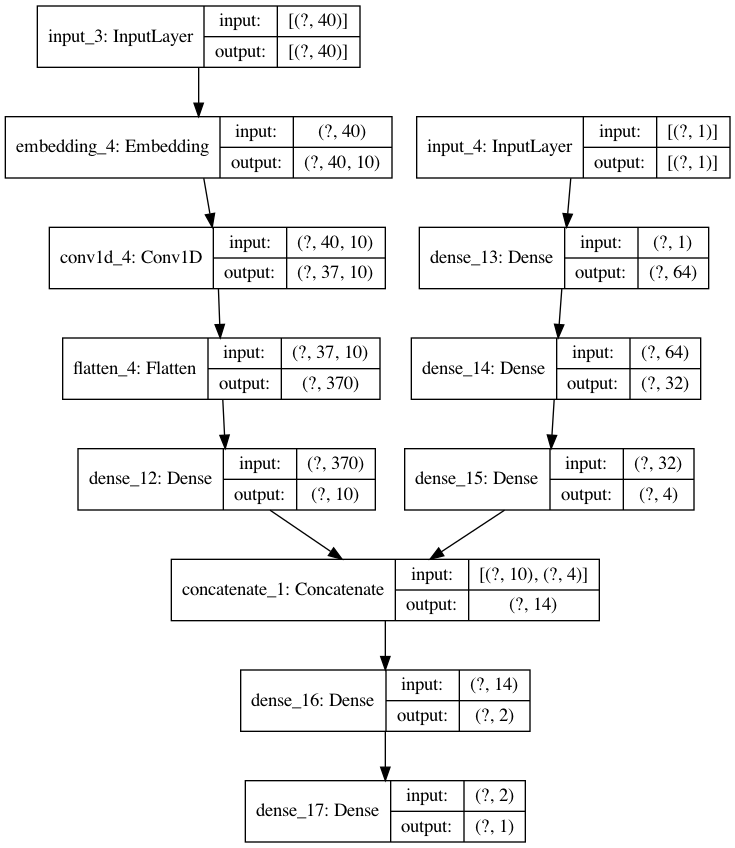 input_3: InputLayer
input:
[(?, 40)]
output:
[(?, 40)]
embedding_4: Embedding
input:
(?, 40)
output:
(?, 40, 10)
input_4: InputLayer
input:
[(?, 1)]
output:
[(?, 1)]
conv1d_4: Conv1D
input:
(?, 40, 10)
output:
(?, 37, 10)
dense_13: Dense
input:
(?, 1)
output:
(?, 64)
flatten_4: Flatten
input:
(?, 37, 10)
output:
(?, 370)
dense_14: Dense
input:
(?, 64)
output:
(?, 32)
dense_12: Dense
input:
(?, 370)
output:
(?, 10)
dense_15: Dense
input:
(?, 32)
output:
(?, 4)
concatenate_1: Concatenate
input:
[(?, 10), (?, 4)]
output:
(?, 14)
dense_16: Dense
input:
(?, 14)
output:
(?, 2)
dense_17: Dense
input:
(?, 2)
output:
(?, 1)